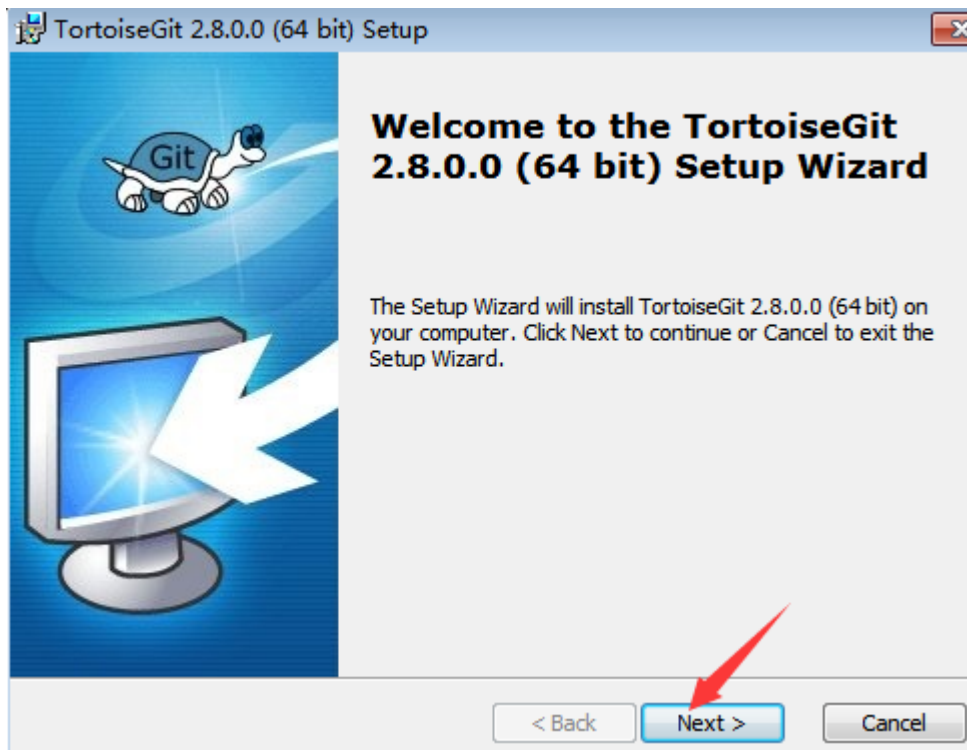 TortoiseGit 2.8.0.0 (64 bit) Setup
Git
Welcome to the TortoiseGit
2.8.0.0 (64 bit) Setup Wizard
The Setup Wizard will install TortoiseGit 2.8.0.0 (64 bit) on
your computer. Click Next to continue or Cancel to exit the
Setup Wizard.
< Back Next > Cancel